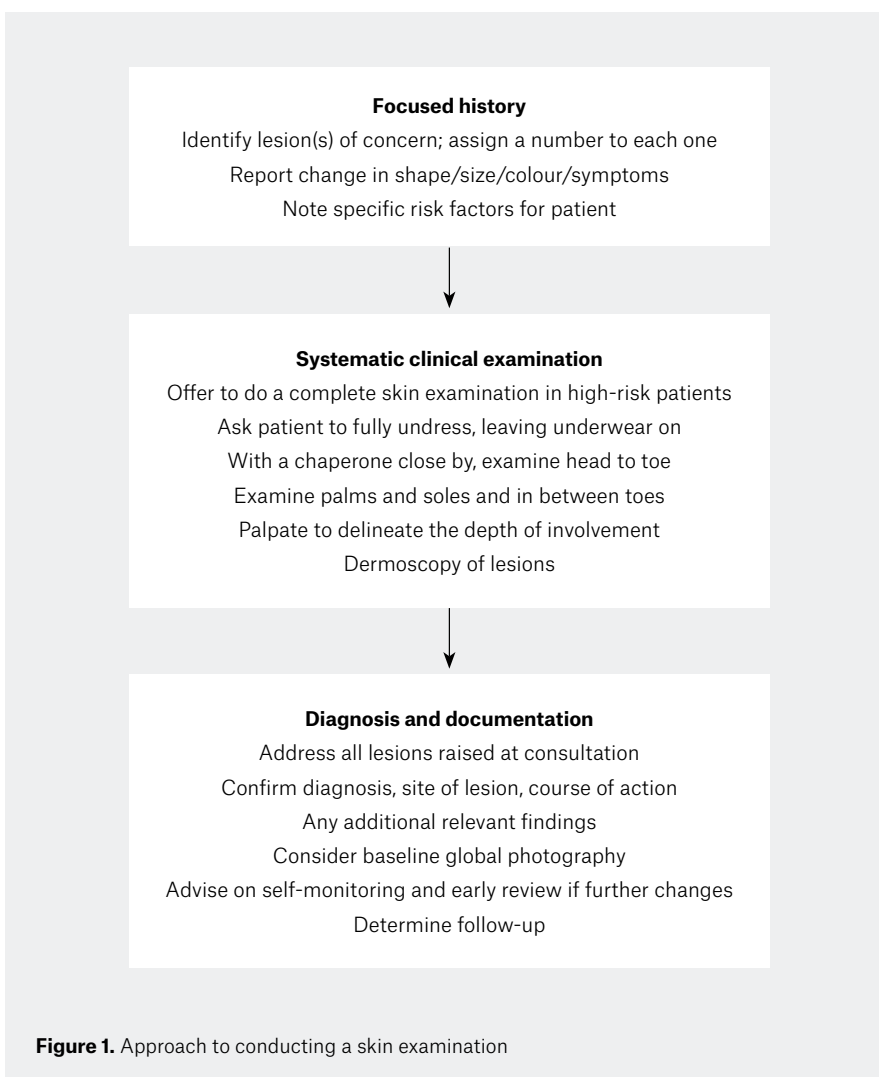 Focused history
Identify lesion(s) of concern; assign a number to each one
Report change in shape/size/colour/symptoms
Note specific risk factors for patient
Systematic clinical examination
Offer to do a complete skin examination in high-risk patients
Ask patient to fully undress, leaving underwear on
With a chaperone close by, examine head to toe
Examine palms and soles and in between toes
Palpate to delineate the depth of involvement
Dermoscopy of lesions
Diagnosis and documentation
Address all lesions raised at consultation
Confirm diagnosis, site of lesion, course of action
Any additional relevant findings
Consider baseline global photography
Advise on self-monitoring and early review if further changes
Determine follow-up
Figure 1. Approach to conducting a skin examination